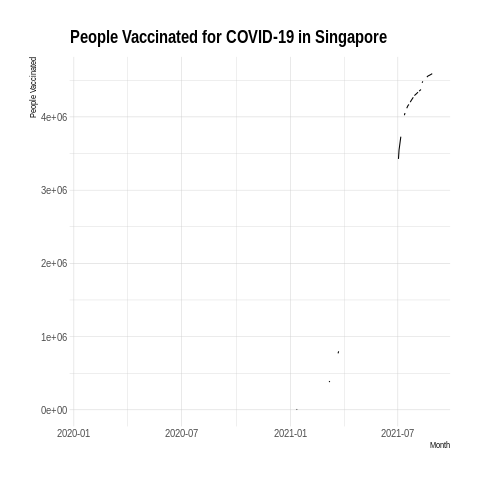 People Vaccinated for COVID-19 in Singapore
People Vaccinated
4e+06
3e+06
2e+06
1e+06
0e+00
2020-01 2020-07 2021-01 2021-07
Month